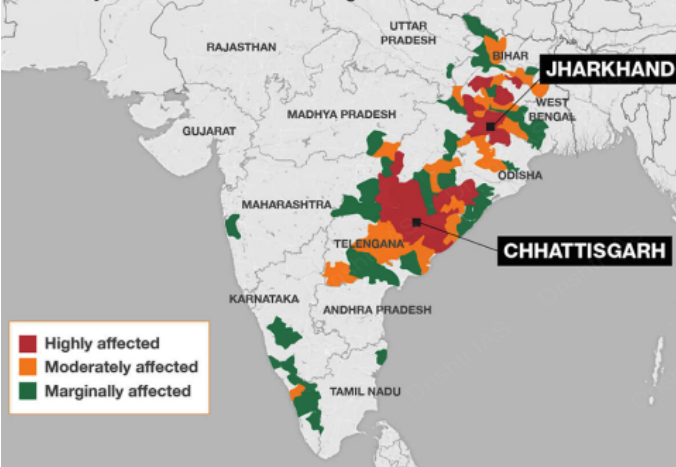 UTTAR
PRADESH
RAJASTHAN
BIHAR
JHARKHAND
WEST
BENGAL
MADHYA PRADESH
GUJARAT
ODISHA
MAHARASHTRA
TELENGANA
CHHATTISGARH
KARNATAKA
ANDHRA PRADESH
Highly affected
Moderately affected
Marginally affected
TAMIL NADU